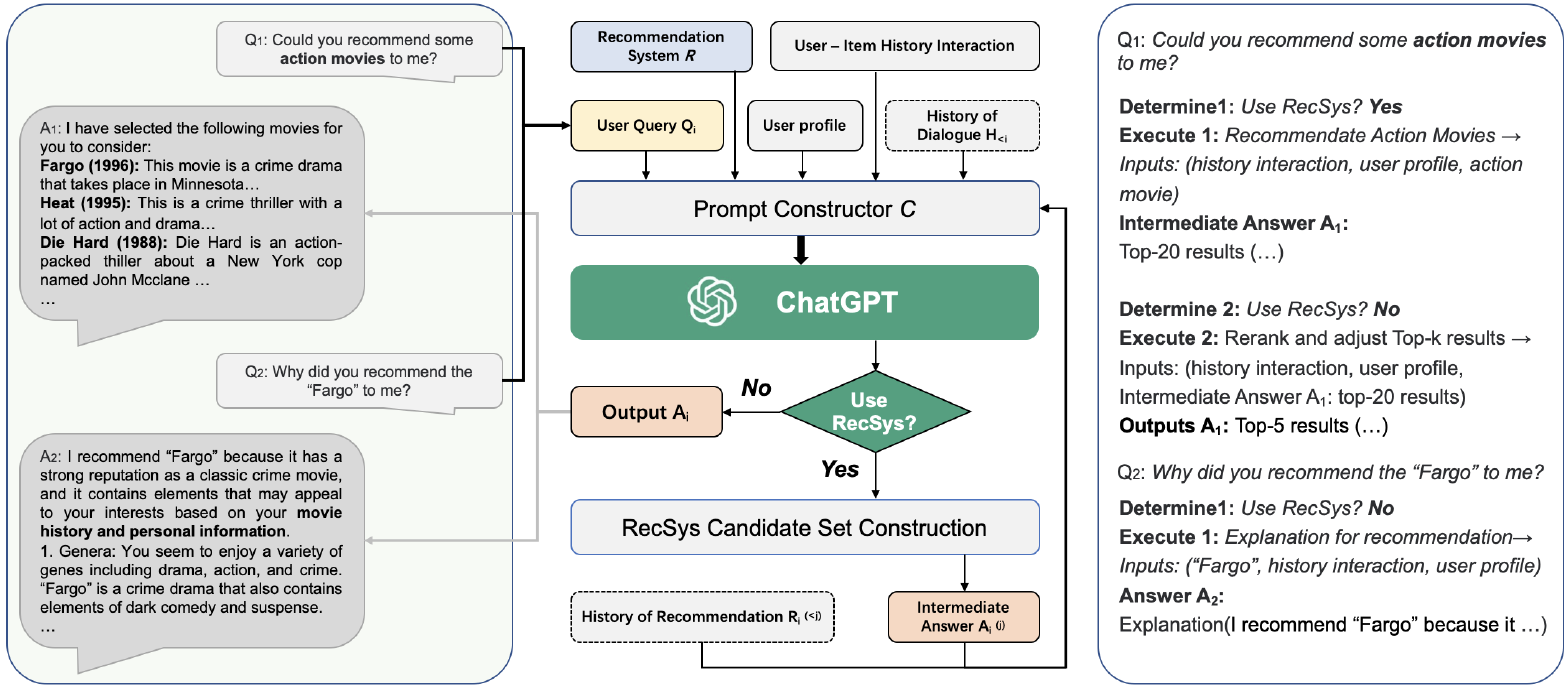 Q1: Could you recommend some
action movies to me?
A1: I have selected the following movies for
you to consider:
Fargo (1996): This movie is a crime drama
that takes place in Minnesota…
Heat (1995): This is a crime thriller with a
lot of action and drama…
Die Hard (1988): Die Hard is an action-
packed thiller about a New York cop
named John Mcclane …
…
Q2: Why did you recommend the
“Fargo” to me?
A2: I recommend “Fargo” because it has a
strong reputation as a classic crime movie,
and it contains elements that may appeal
to your interests based on your movie
history and personal information.
1. Genera: You seem to enjoy a variety of
genes including drama, action, and crime.
“Fargo” is a crime drama that also contains
elements of dark comedy and suspense.
…
Recommendation
System R
User – Item History Interaction
User Query Qi
User profile
History of
Dialogue H<i
Prompt Constructor C
ChatGPT
Use
RecSys?
No
Output Ai
Yes
RecSys Candidate Set Construction
History of Recommendation Ri (<j)
Intermediate
Answer Ai (j)
Q1: Could you recommend some action movies
to me?
Determine1: Use RecSys? Yes
Execute 1: Recommendate Action Movies →
Inputs: (history interaction, user profile, action
movie)
Intermediate Answer A1:
Top-20 results (…)
Determine 2: Use RecSys? No
Execute 2: Rerank and adjust Top-k results →
Inputs: (history interaction, user profile,
Intermediate Answer A1: top-20 results)
Outputs A1: Top-5 results (…)
Q2: Why did you recommend the “Fargo” to me?
Determine1: Use RecSys? No
Execute 1: Explanation for recommendation→
Inputs: (“Fargo”, history interaction, user profile)
Answer A2:
Explanation(I recommend “Fargo” because it …)